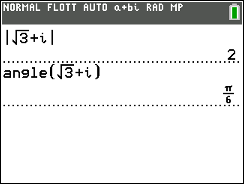 NORMAL FLOTT AUTO a+bi RAD MP
|√3+i|
2
angle(√3+i)
π/6